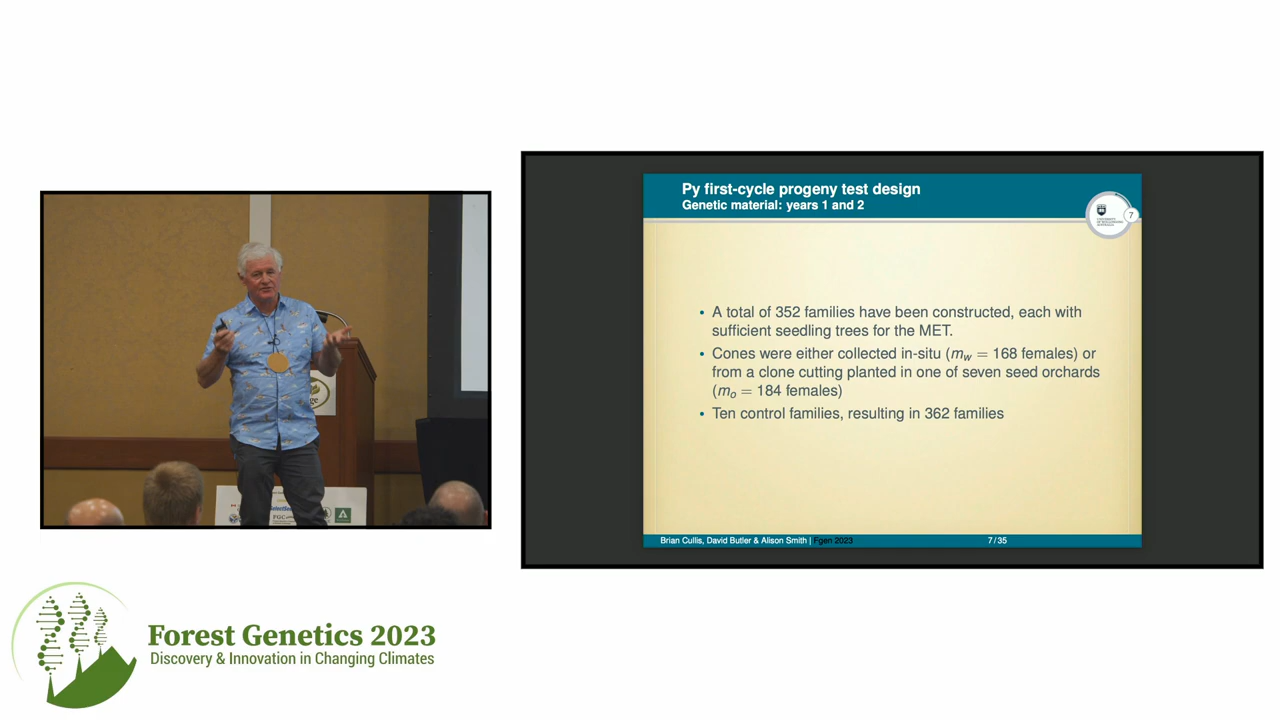 Py first-cycle progeny test design
Genetic material: years 1 and 2
7
• A total of 352 families have been constructed, each with
sufficient seedling trees for the MET.
• Cones were either collected in-situ (m_w = 168 females) or
from a clone cutting planted in one of seven seed orchards
(m_o = 184 females)
• Ten control families, resulting in 362 families
Brian Cullis, David Butler & Alison Smith | Fgen 2023
7 / 35
FGC
Forest Genetics 2023
Discovery & Innovation in Changing Climates